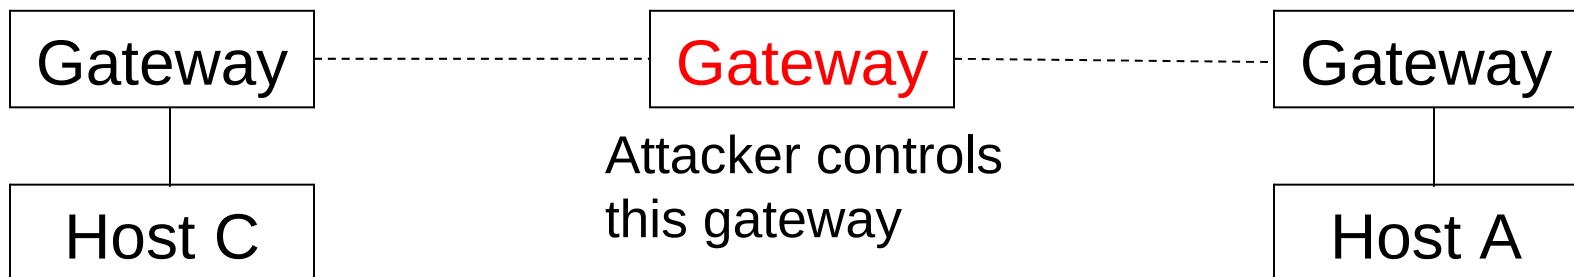 Gateway
Gateway
Gateway
Attacker controls
this gateway
Host C
Host A